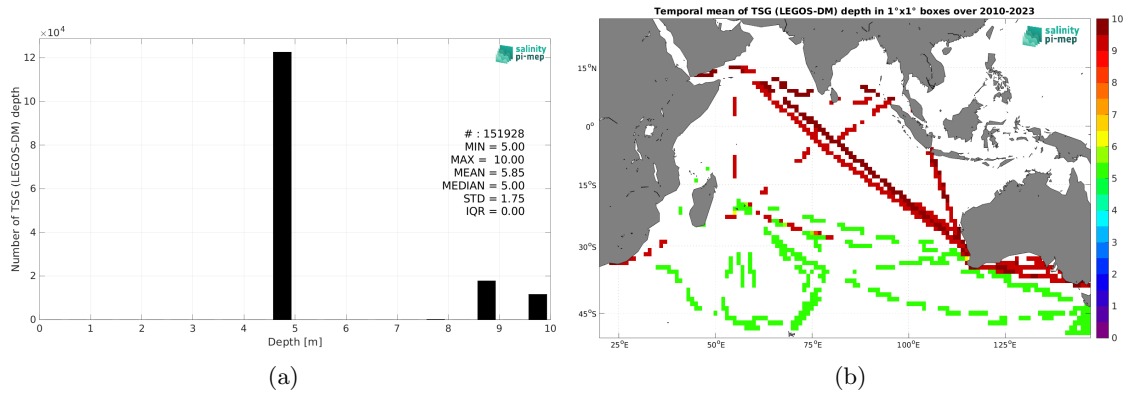 ×10⁴
salinity
pi-mep
# : 151928
MIN = 5.00
MAX = 10.00
MEAN = 5.85
MEDIAN = 5.00
STD = 1.75
IQR = 0.00
Number of TSG (LEGOS-DM) depth
12
10
8
6
4
2
0
0 1 2 3 4 5 6 7 8 9 10
Depth [m]
(a)
Temporal mean of TSG (LEGOS-DM) depth in 1°x1° boxes over 2010-2023
salinity
pi-mep
15°N
0°
15°S
30°S
45°S
25°E 50°E 75°E 100°E 125°E
10
9
8
7
6
5
4
3
2
1
0
(b)